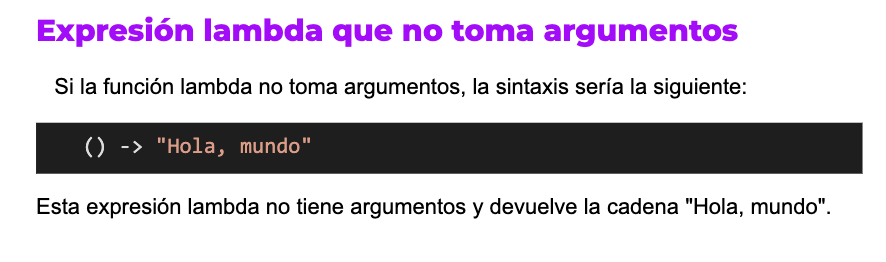 Expresión lambda que no toma argumentos
Si la función lambda no toma argumentos, la sintaxis sería la siguiente:
() -> "Hola, mundo"
Esta expresión lambda no tiene argumentos y devuelve la cadena "Hola, mundo".